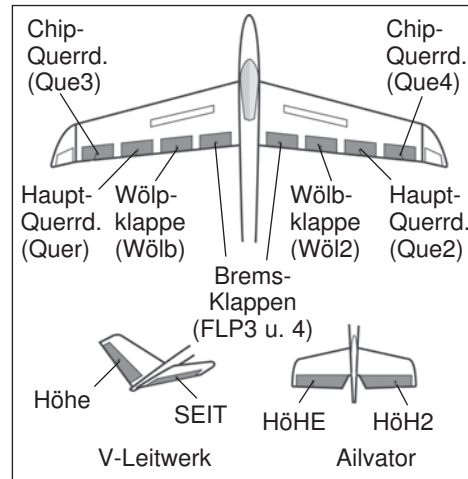 Chip-
Querrd.
(Que3)
Chip-
Querrd.
(Que4)
Haupt-
Querrd.
(Quer)
Wölp-
klappe
(Wölb)
Wölb-
klappe
(Wöl2)
Haupt-
Querrd.
(Que2)
Brems-
Klappen
(FLP3 u. 4)
Höhe
SEIT
HöHE
HöH2
V-Leitwerk
Ailvator